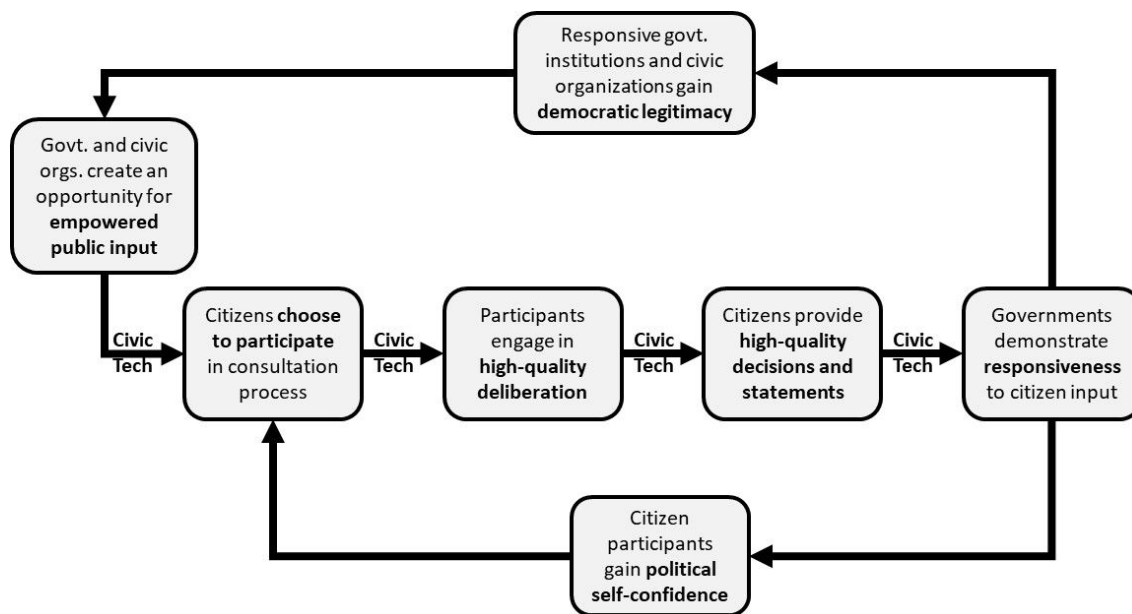 Responsive govt.
institutions and civic
organizations gain
democratic legitimacy
Govt. and civic
orgs. create an
opportunity for
empowered
public input
Civic
Tech
Citizens choose
to participate
in consultation
process
Civic
Tech
Participants
engage in
high-quality
deliberation
Civic
Tech
Citizens provide
high-quality
decisions and
statements
Civic
Tech
Governments
demonstrate
responsiveness
to citizen input
Citizen
participants
gain political
self-confidence